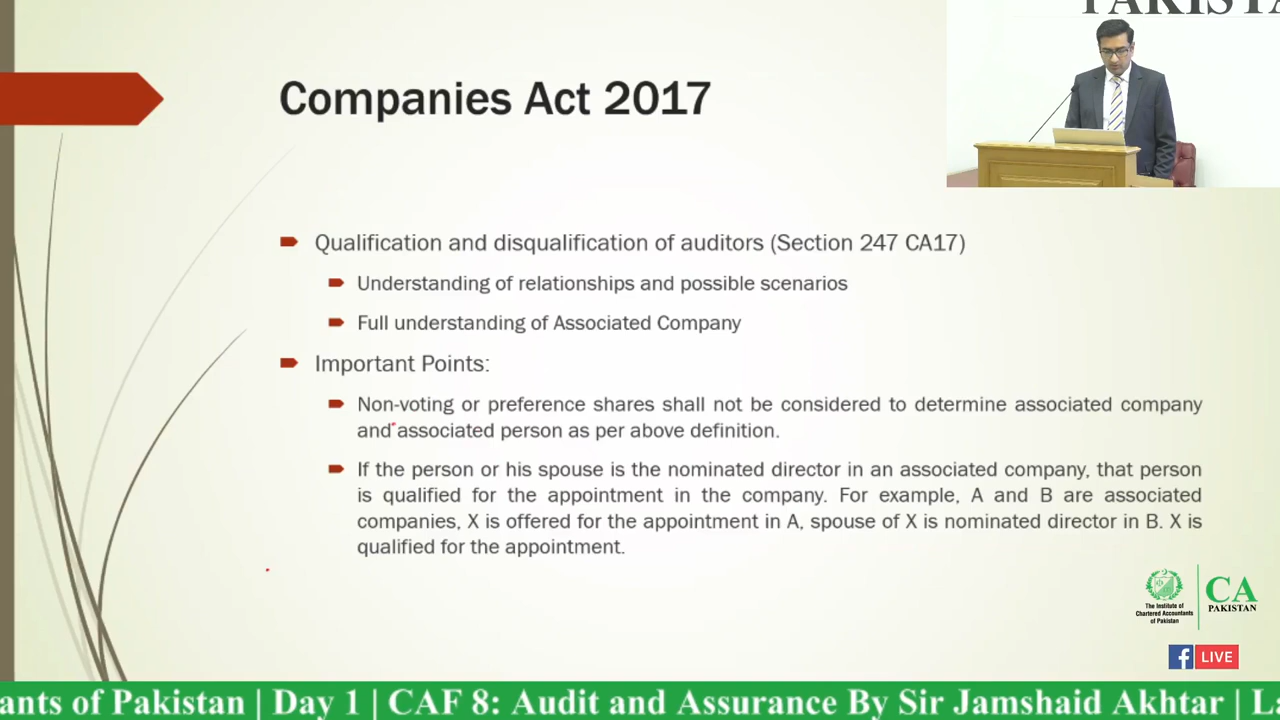 PAKISTA
Companies Act 2017
Qualification and disqualification of auditors (Section 247 CA17)
Understanding of relationships and possible scenarios
Full understanding of Associated Company
Important Points:
Non-voting or preference shares shall not be considered to determine associated company
and associated person as per above definition.
If the person or his spouse is the nominated director in an associated company, that person
is qualified for the appointment in the company. For example, A and B are associated
companies, X is offered for the appointment in A, spouse of X is nominated director in B. X is
qualified for the appointment.
The Institute of
Chartered Accountants
of Pakistan
CA
PAKISTAN
f LIVE
ants of Pakistan | Day 1 | CAF 8: Audit and Assurance By Sir Jamshaid Akhtar | La